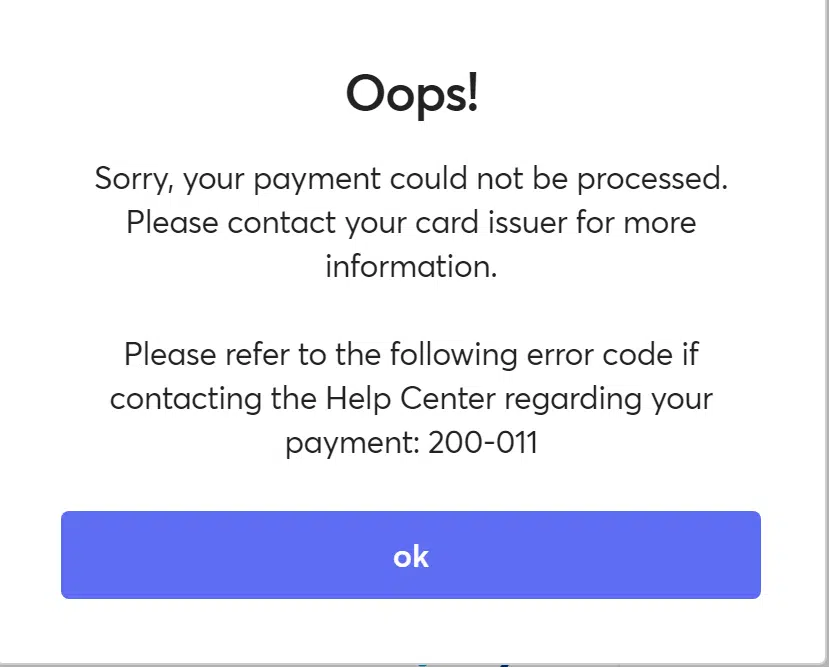 Oops!
Sorry, your payment could not be processed.
Please contact your card issuer for more
information.
Please refer to the following error code if
contacting the Help Center regarding your
payment: 200-011
ok